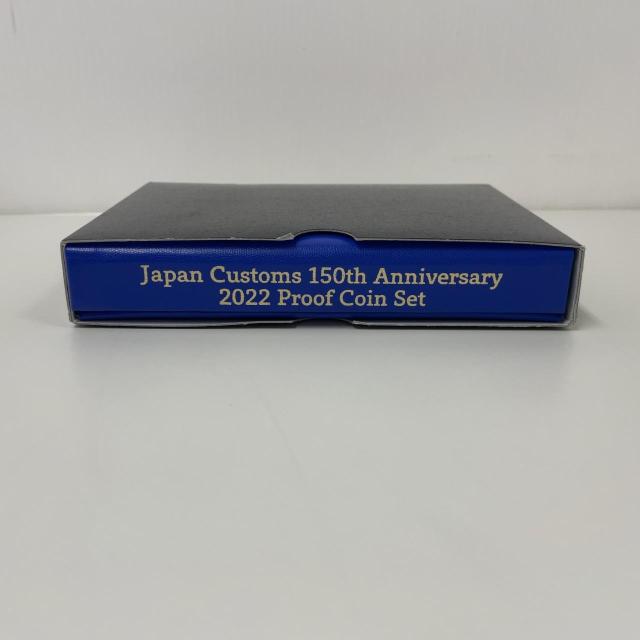 Japan Customs 150th Anniversary
2022 Proof Coin Set